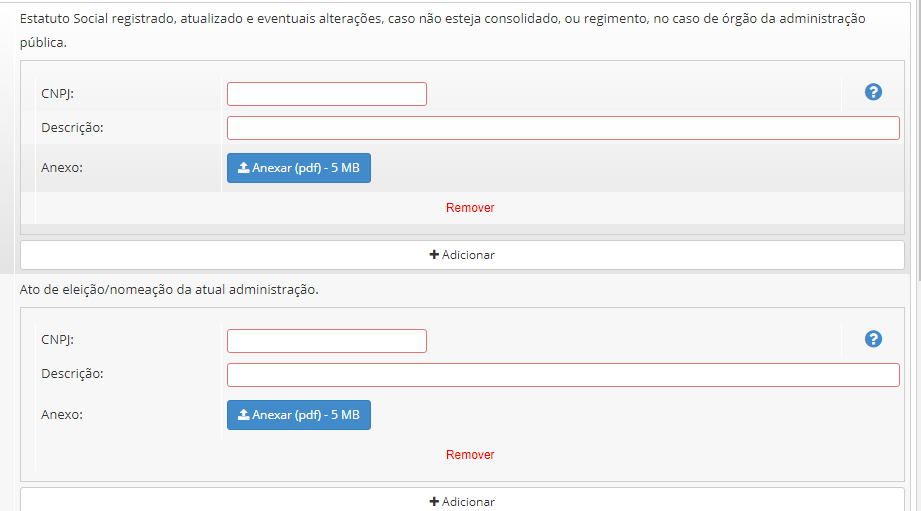 Estatuto Social registrado, atualizado e eventuais alterações, caso não esteja consolidado, ou regimento, no caso de órgão da administração
pública.
CNPJ:
?
Descrição:
Anexo:
Anexar (pdf) - 5 MB
Remover
+ Adicionar
Ato de eleição/nomeação da atual administração.
CNPJ:
?
Descrição:
Anexo:
Anexar (pdf) - 5 MB
Remover
+ Adicionar